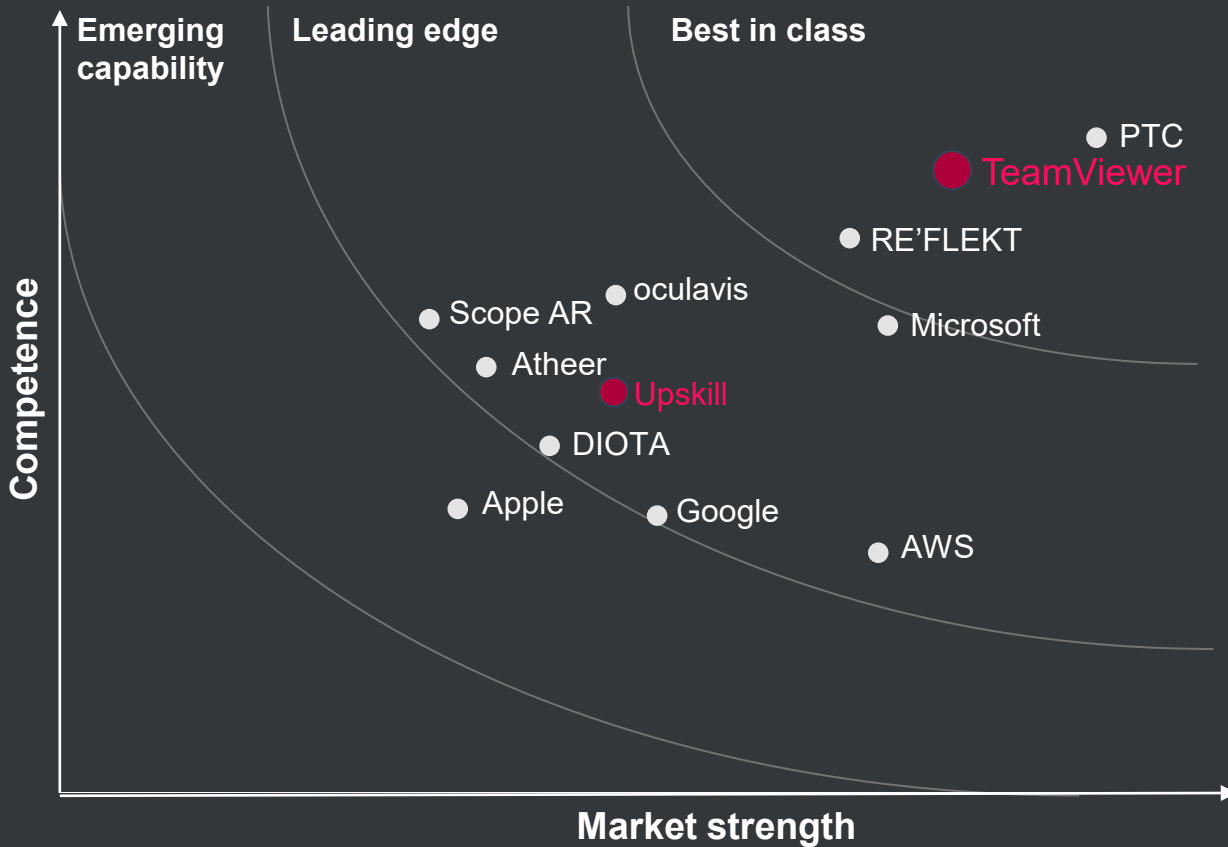 Emerging
capability
Leading edge
Best in class
PTC
TeamViewer
RE’FLEKT
oculavis
Scope AR
Microsoft
Atheer
Upskill
DIOTA
Apple
Google
AWS
Competence
Market strength